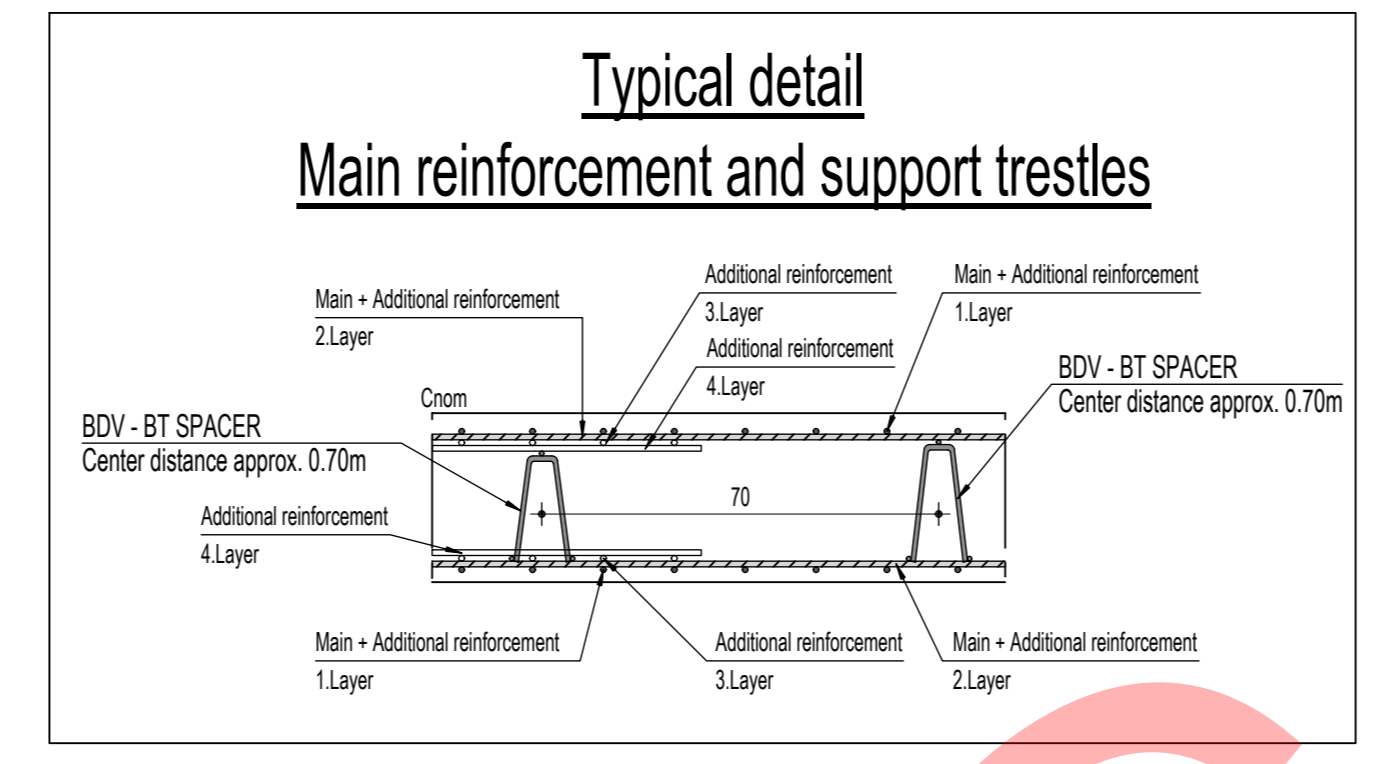 Typical detail
Main reinforcement and support trestles
Additional reinforcement
3.Layer
Main + Additional reinforcement
1.Layer
Main + Additional reinforcement
2.Layer
Additional reinforcement
4.Layer
BDV - BT SPACER
Center distance approx. 0.70m
Cnom
BDV - BT SPACER
Center distance approx. 0.70m
70
Additional reinforcement
4.Layer
Main + Additional reinforcement
1.Layer
Additional reinforcement
3.Layer
Main + Additional reinforcement
2.Layer